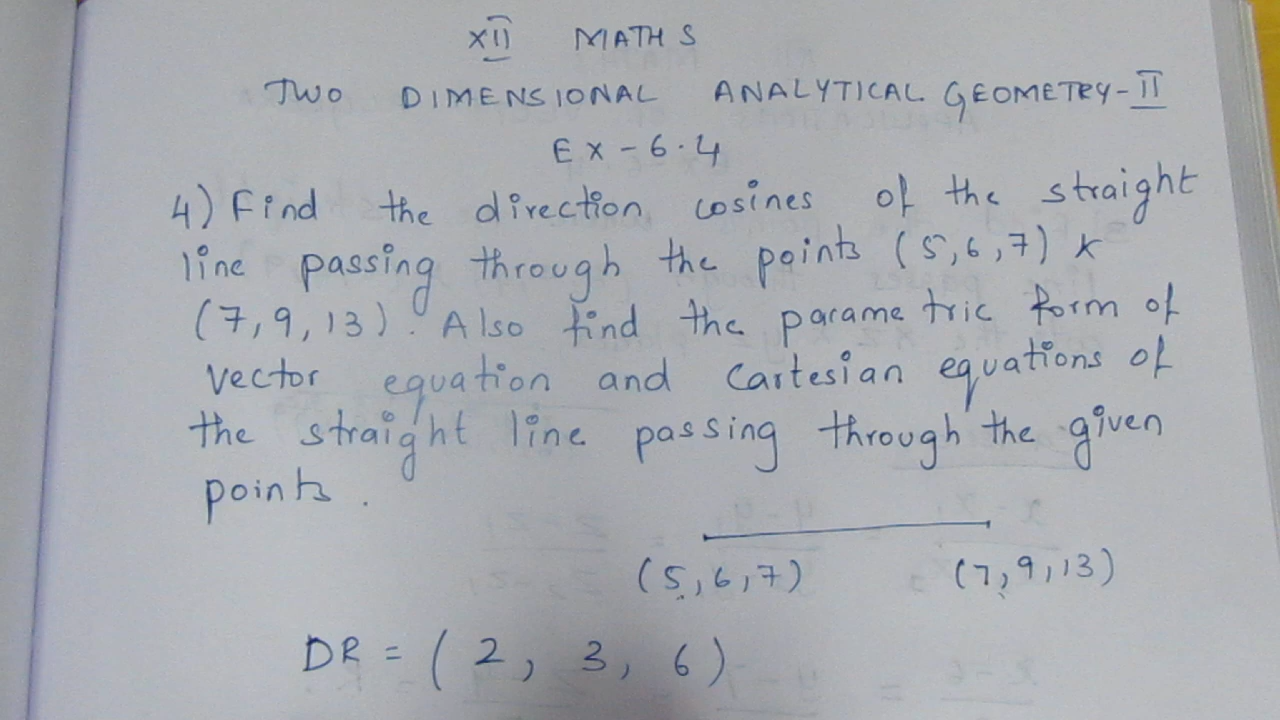 XII MATHS
TWO DIMENSIONAL ANALYTICAL GEOMETRY-II
EX-6.4
4) Find the direction cosines of the straight
line passing through the points (5,6,7) &
(7,9,13). Also find the parametric form of
vector equation and Cartesian equations of
the straight line passing through the given
points.
(5,6,7) (7,9,13)
DR = (2, 3, 6)